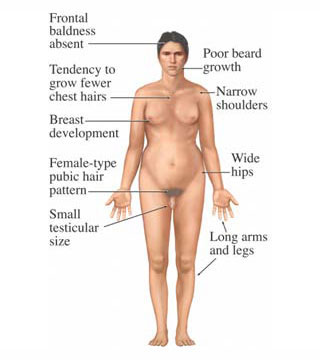 Frontal
baldness
absent
Poor beard
growth
Tendency to
grow fewer
chest hairs
Narrow
shoulders
Breast
development
Female-type
pubic hair
pattern
Wide
hips
Small
testicular
size
Long arms
and legs